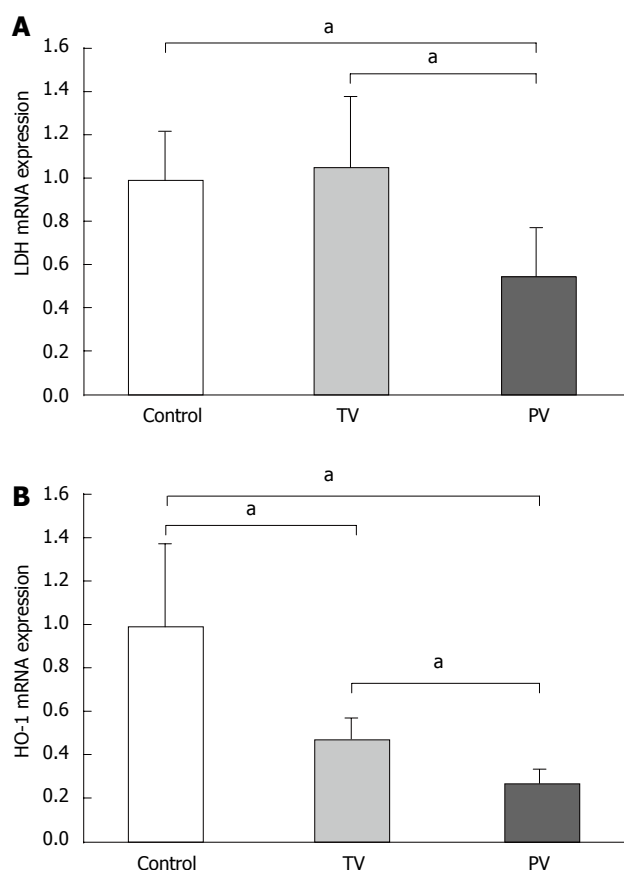 A
LDH mRNA expression
1.6
1.4
1.2
1.0
0.8
0.6
0.4
0.2
0.0
a
a
Control TV PV
B
HO-1 mRNA expression
1.6
1.4
1.2
1.0
0.8
0.6
0.4
0.2
0.0
a
a
a
Control TV PV